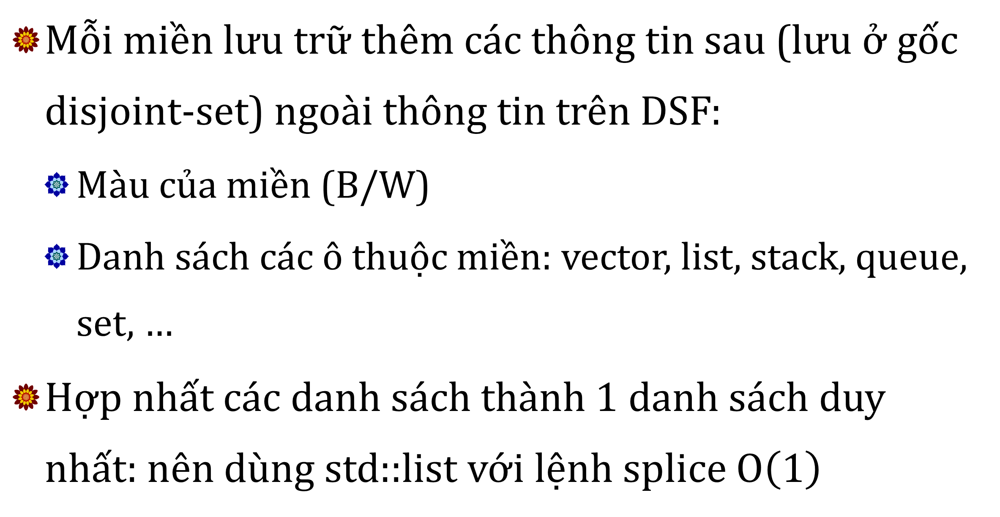 Mỗi miền lưu trữ thêm các thông tin sau (lưu ở gốc
disjoint-set) ngoài thông tin trên DSF:
Màu của miền (B/W)
Danh sách các ô thuộc miền: vector, list, stack, queue,
set, ...
Hợp nhất các danh sách thành 1 danh sách duy
nhất: nên dùng std::list với lệnh splice O(1)